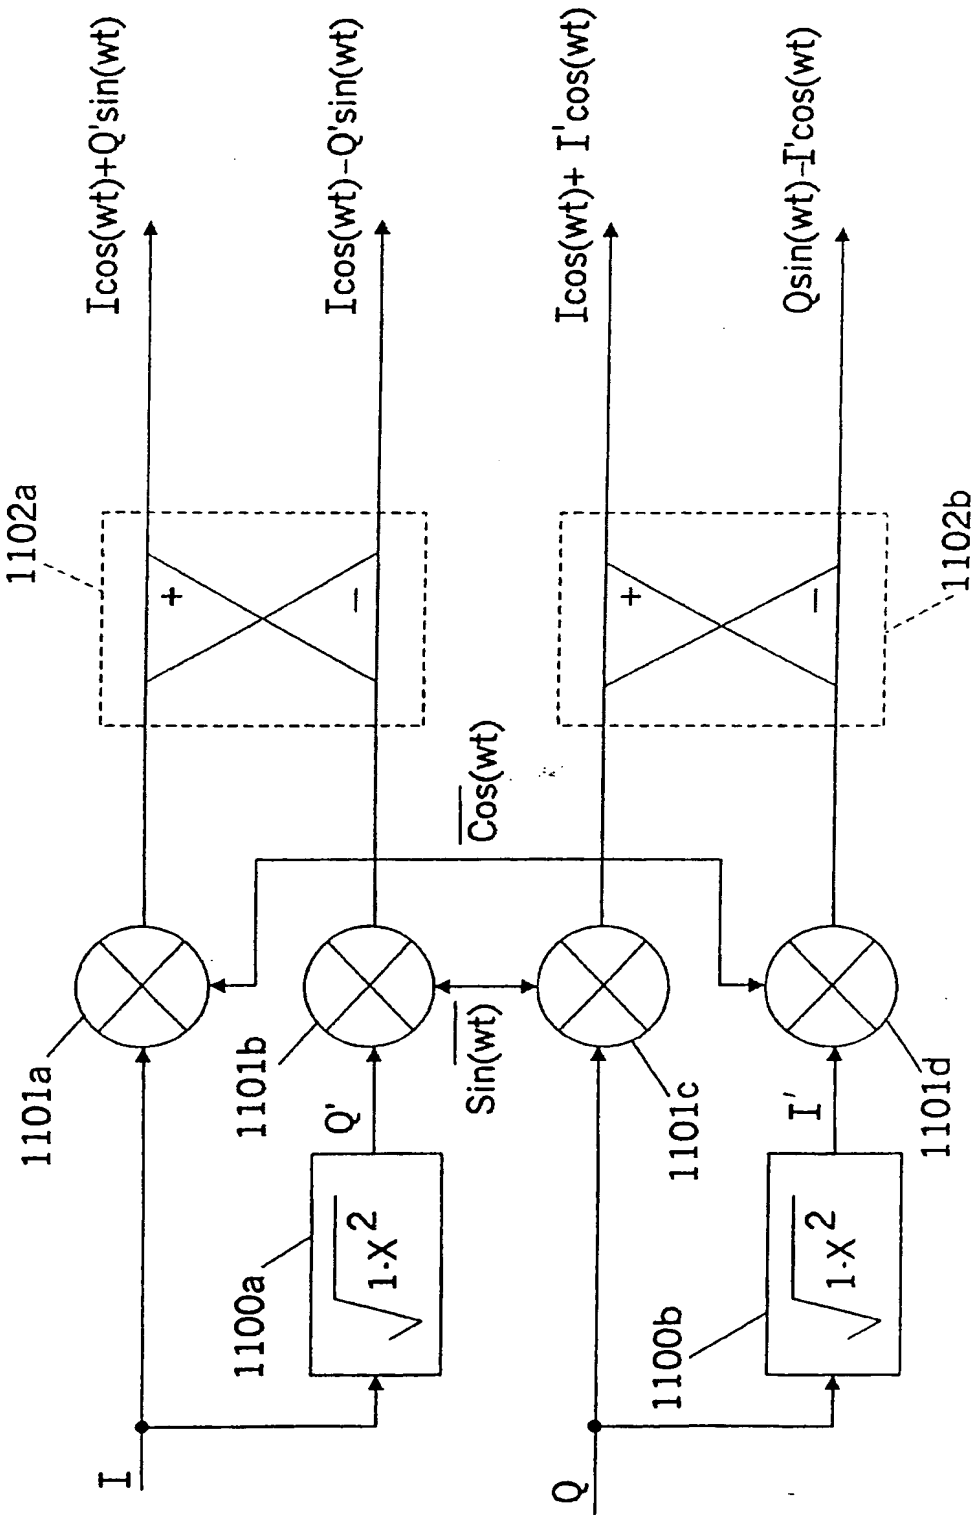 I
1101a
1102a
Icos(wt)+Q'sin(wt)
1100a
√1-X²
Q'
1101b
Icos(wt)-Q'sin(wt)
Sin(wt)
Cos(wt)
Q
1101c
Icos(wt)+ I'cos(wt)
1100b
√1-X²
I'
1101d
1102b
Qsin(wt)-I'cos(wt)
+
−
+
−